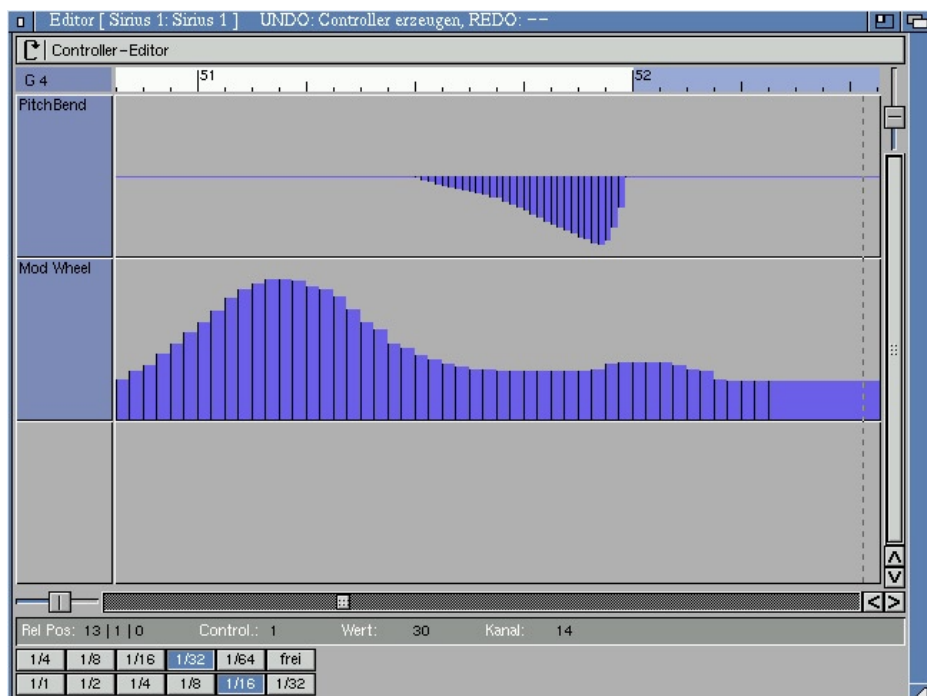 Editor [ Sirius 1: Sirius 1 ] UNDO: Controller erzeugen, REDO: --
Controller-Editor
G 4
51
52
PitchBend
Mod Wheel
Rel Pos: 13 | 1 | 0 Control.: 1 Wert: 30 Kanal: 14
1/4 1/8 1/16 1/32 1/64 frei
1/1 1/2 1/4 1/8 1/16 1/32